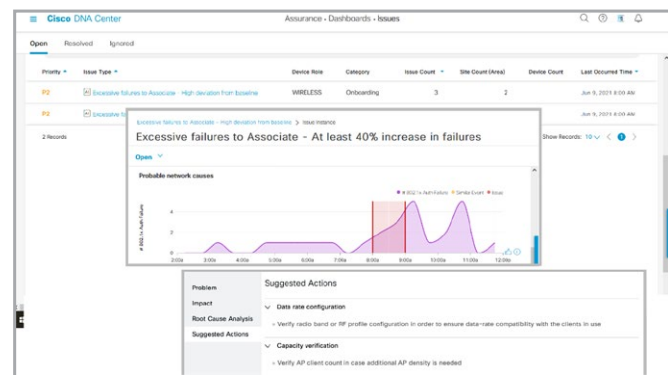 Cisco DNA Center
Assurance - Dashboards - Issues
Open Resolved Ignored
Priority Issue Type Device Role Category Issue Count Site Count (Area) Device Count Last Occurred Time
P2 AI Excessive failures to Associate - High deviation from baseline WIRELESS Onboarding 3 2 Jun 9, 2021 8:00 AM
P2 AI Excessive Jun 9, 2021 8:00 AM
2 Records Show Records: 10 1
Excessive failures to Associate - High deviation from baseline > Issue Instance
Excessive failures to Associate - At least 40% increase in failures
Open
Probable network causes
# 802.1x Auth Failure Similar Event Issue
# 802.1x Auth Failure
4
2
0
2:00a 3:00a 4:00a 5:00a 6:00a 7:00a 8:00a 9:00a 10:00a 11:00a 12:00a
Problem
Impact
Root Cause Analysis
Suggested Actions
Suggested Actions
Data rate configuration
- Verify radio band or RF profile configuration in order to ensure data-rate compatibility with the clients in use
Capacity verification
- Verify AP client count in case additional AP density is needed